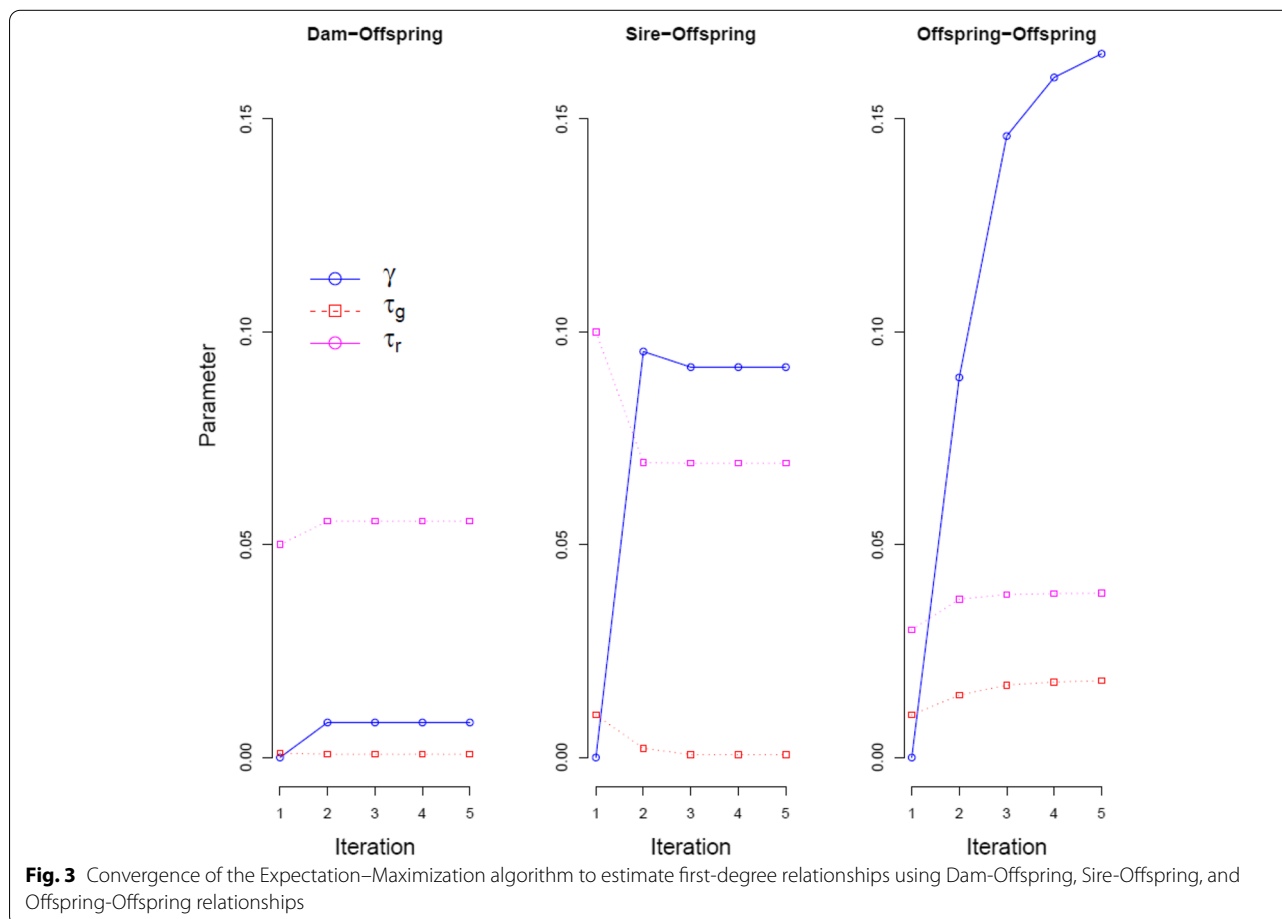 Dam−Offspring
Sire−Offspring
Offspring−Offspring
Parameter
0.15
0.10
0.05
0.00
γ
τg
τr
1 2 3 4 5
Iteration
0.15
0.10
0.05
0.00
1 2 3 4 5
Iteration
0.15
0.10
0.05
0.00
1 2 3 4 5
Iteration
Fig. 3 Convergence of the Expectation–Maximization algorithm to estimate first-degree relationships using Dam-Offspring, Sire-Offspring, and
Offspring-Offspring relationships